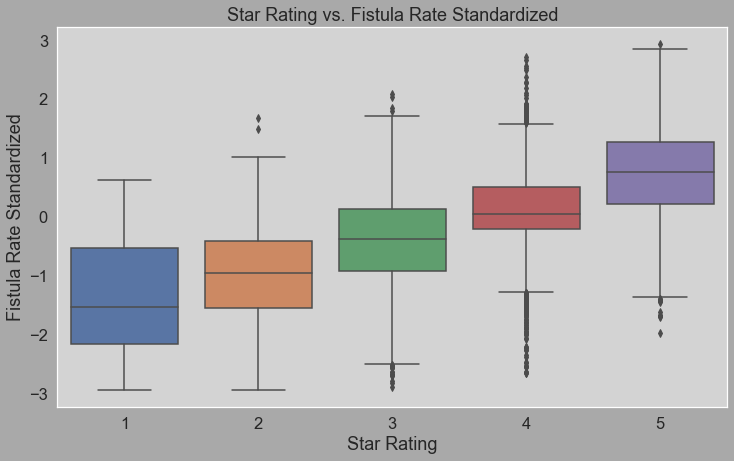 Star Rating vs. Fistula Rate Standardized
Fistula Rate Standardized
3
2
1
0
−1
−2
−3
1 2 3 4 5
Star Rating